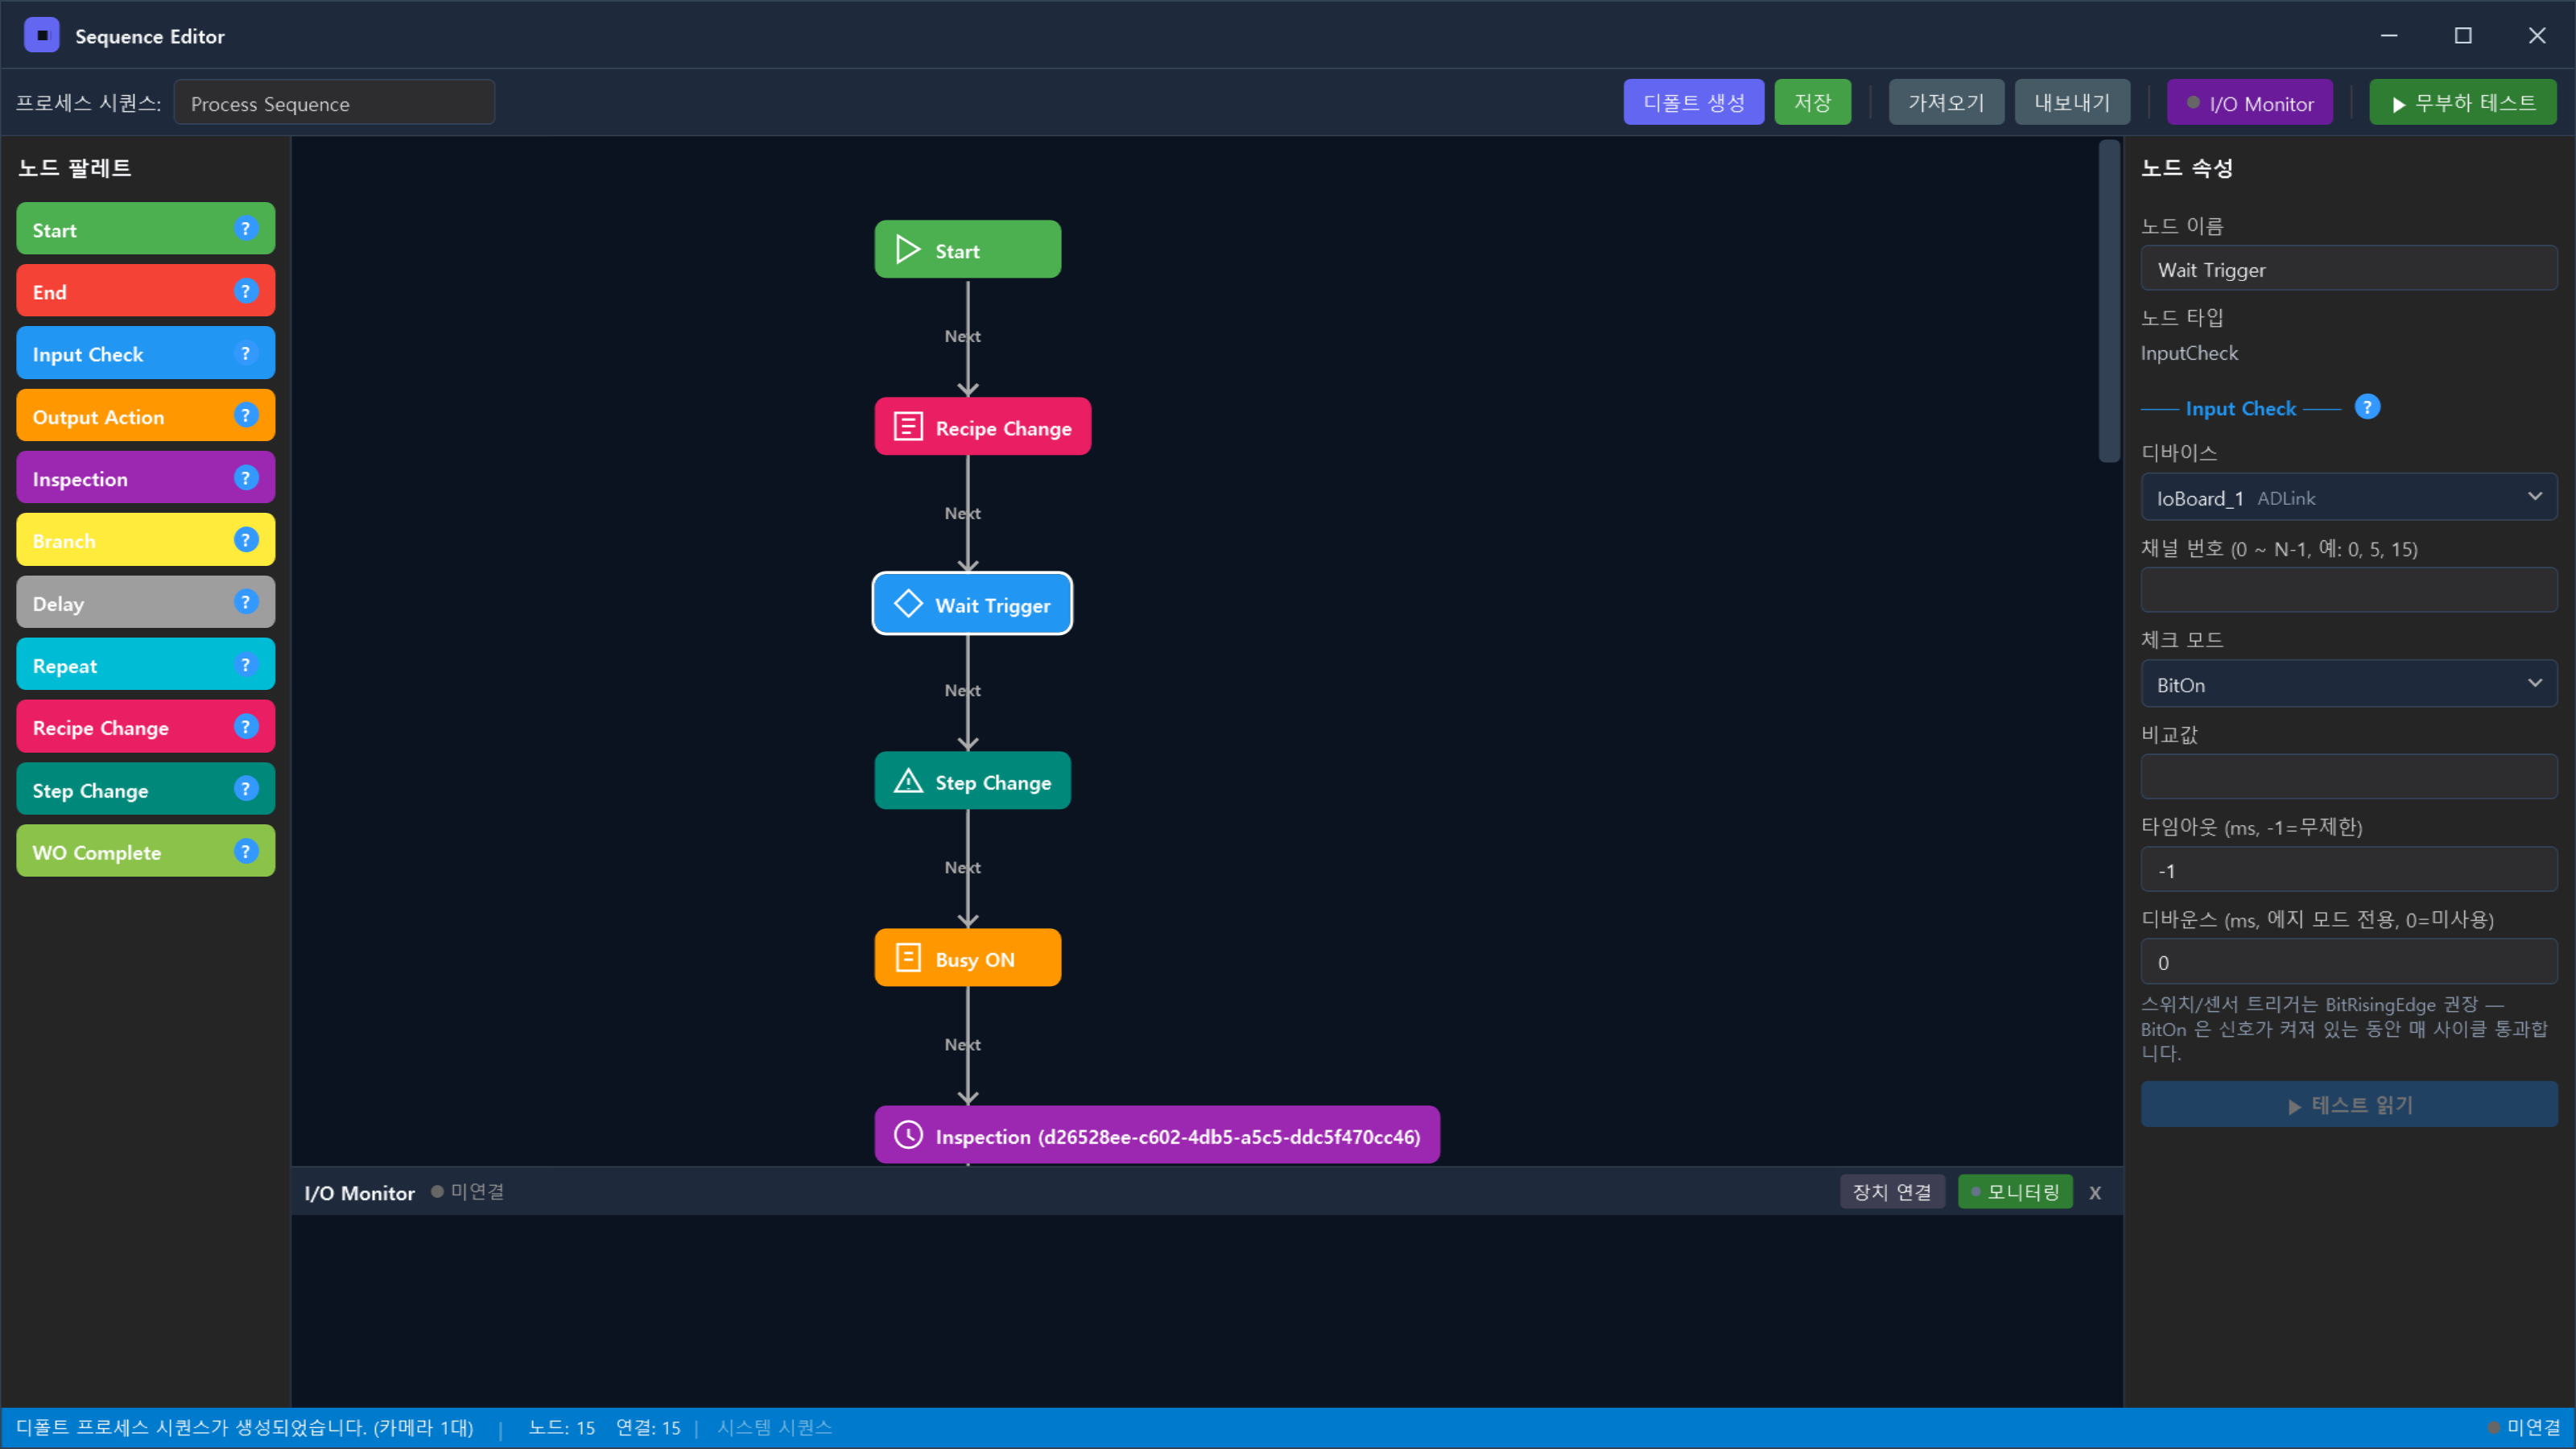 Sequence Editor
프로세스 시퀀스:
Process Sequence
디폴트 생성
저장
가져오기
내보내기
I/O Monitor
무부하 테스트
노드 팔레트
Start ?
End ?
Input Check ?
Output Action ?
Inspection ?
Branch ?
Delay ?
Repeat ?
Recipe Change ?
Step Change ?
WO Complete ?
Start
Next
Recipe Change
Next
Wait Trigger
Next
Step Change
Next
Busy ON
Next
Inspection (d26528ee-c602-4db5-a5c5-ddc5f470cc46)
I/O Monitor
미연결
장치 연결
모니터링
X
노드 속성
노드 이름
Wait Trigger
노드 타입
InputCheck
Input Check ?
디바이스
IoBoard_1 ADLink
채널 번호 (0 ~ N-1, 예: 0, 5, 15)
체크 모드
BitOn
비교값
타임아웃 (ms, -1=무제한)
-1
디바운스 (ms, 에지 모드 전용, 0=미사용)
0
스위치/센서 트리거는 BitRisingEdge 권장 —
BitOn 은 신호가 켜져 있는 동안 매 사이클 통과합
니다.
테스트 읽기
디폴트 프로세스 시퀀스가 생성되었습니다. (카메라 1대) | 노드: 15 연결: 15 | 시스템 시퀀스
미연결